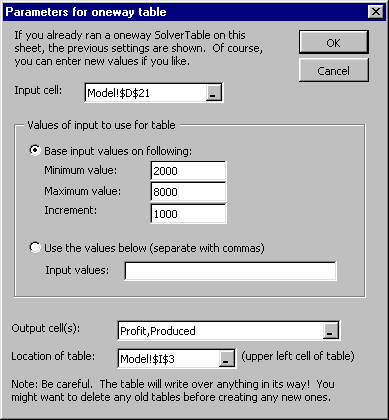 Parameters for oneway table
If you already ran a oneway SolverTable on this
sheet, the previous settings are shown. Of course,
you can enter new values if you like.
OK
Cancel
Input cell: Model!$D$21
Values of input to use for table
Base input values on following:
Minimum value: 2000
Maximum value: 8000
Increment: 1000
Use the values below (separate with commas)
Input values:
Output cell(s): Profit,Produced
Location of table: Model!$I$3 (upper left cell of table)
Note: Be careful. The table will write over anything in its way! You
might want to delete any old tables before creating any new ones.